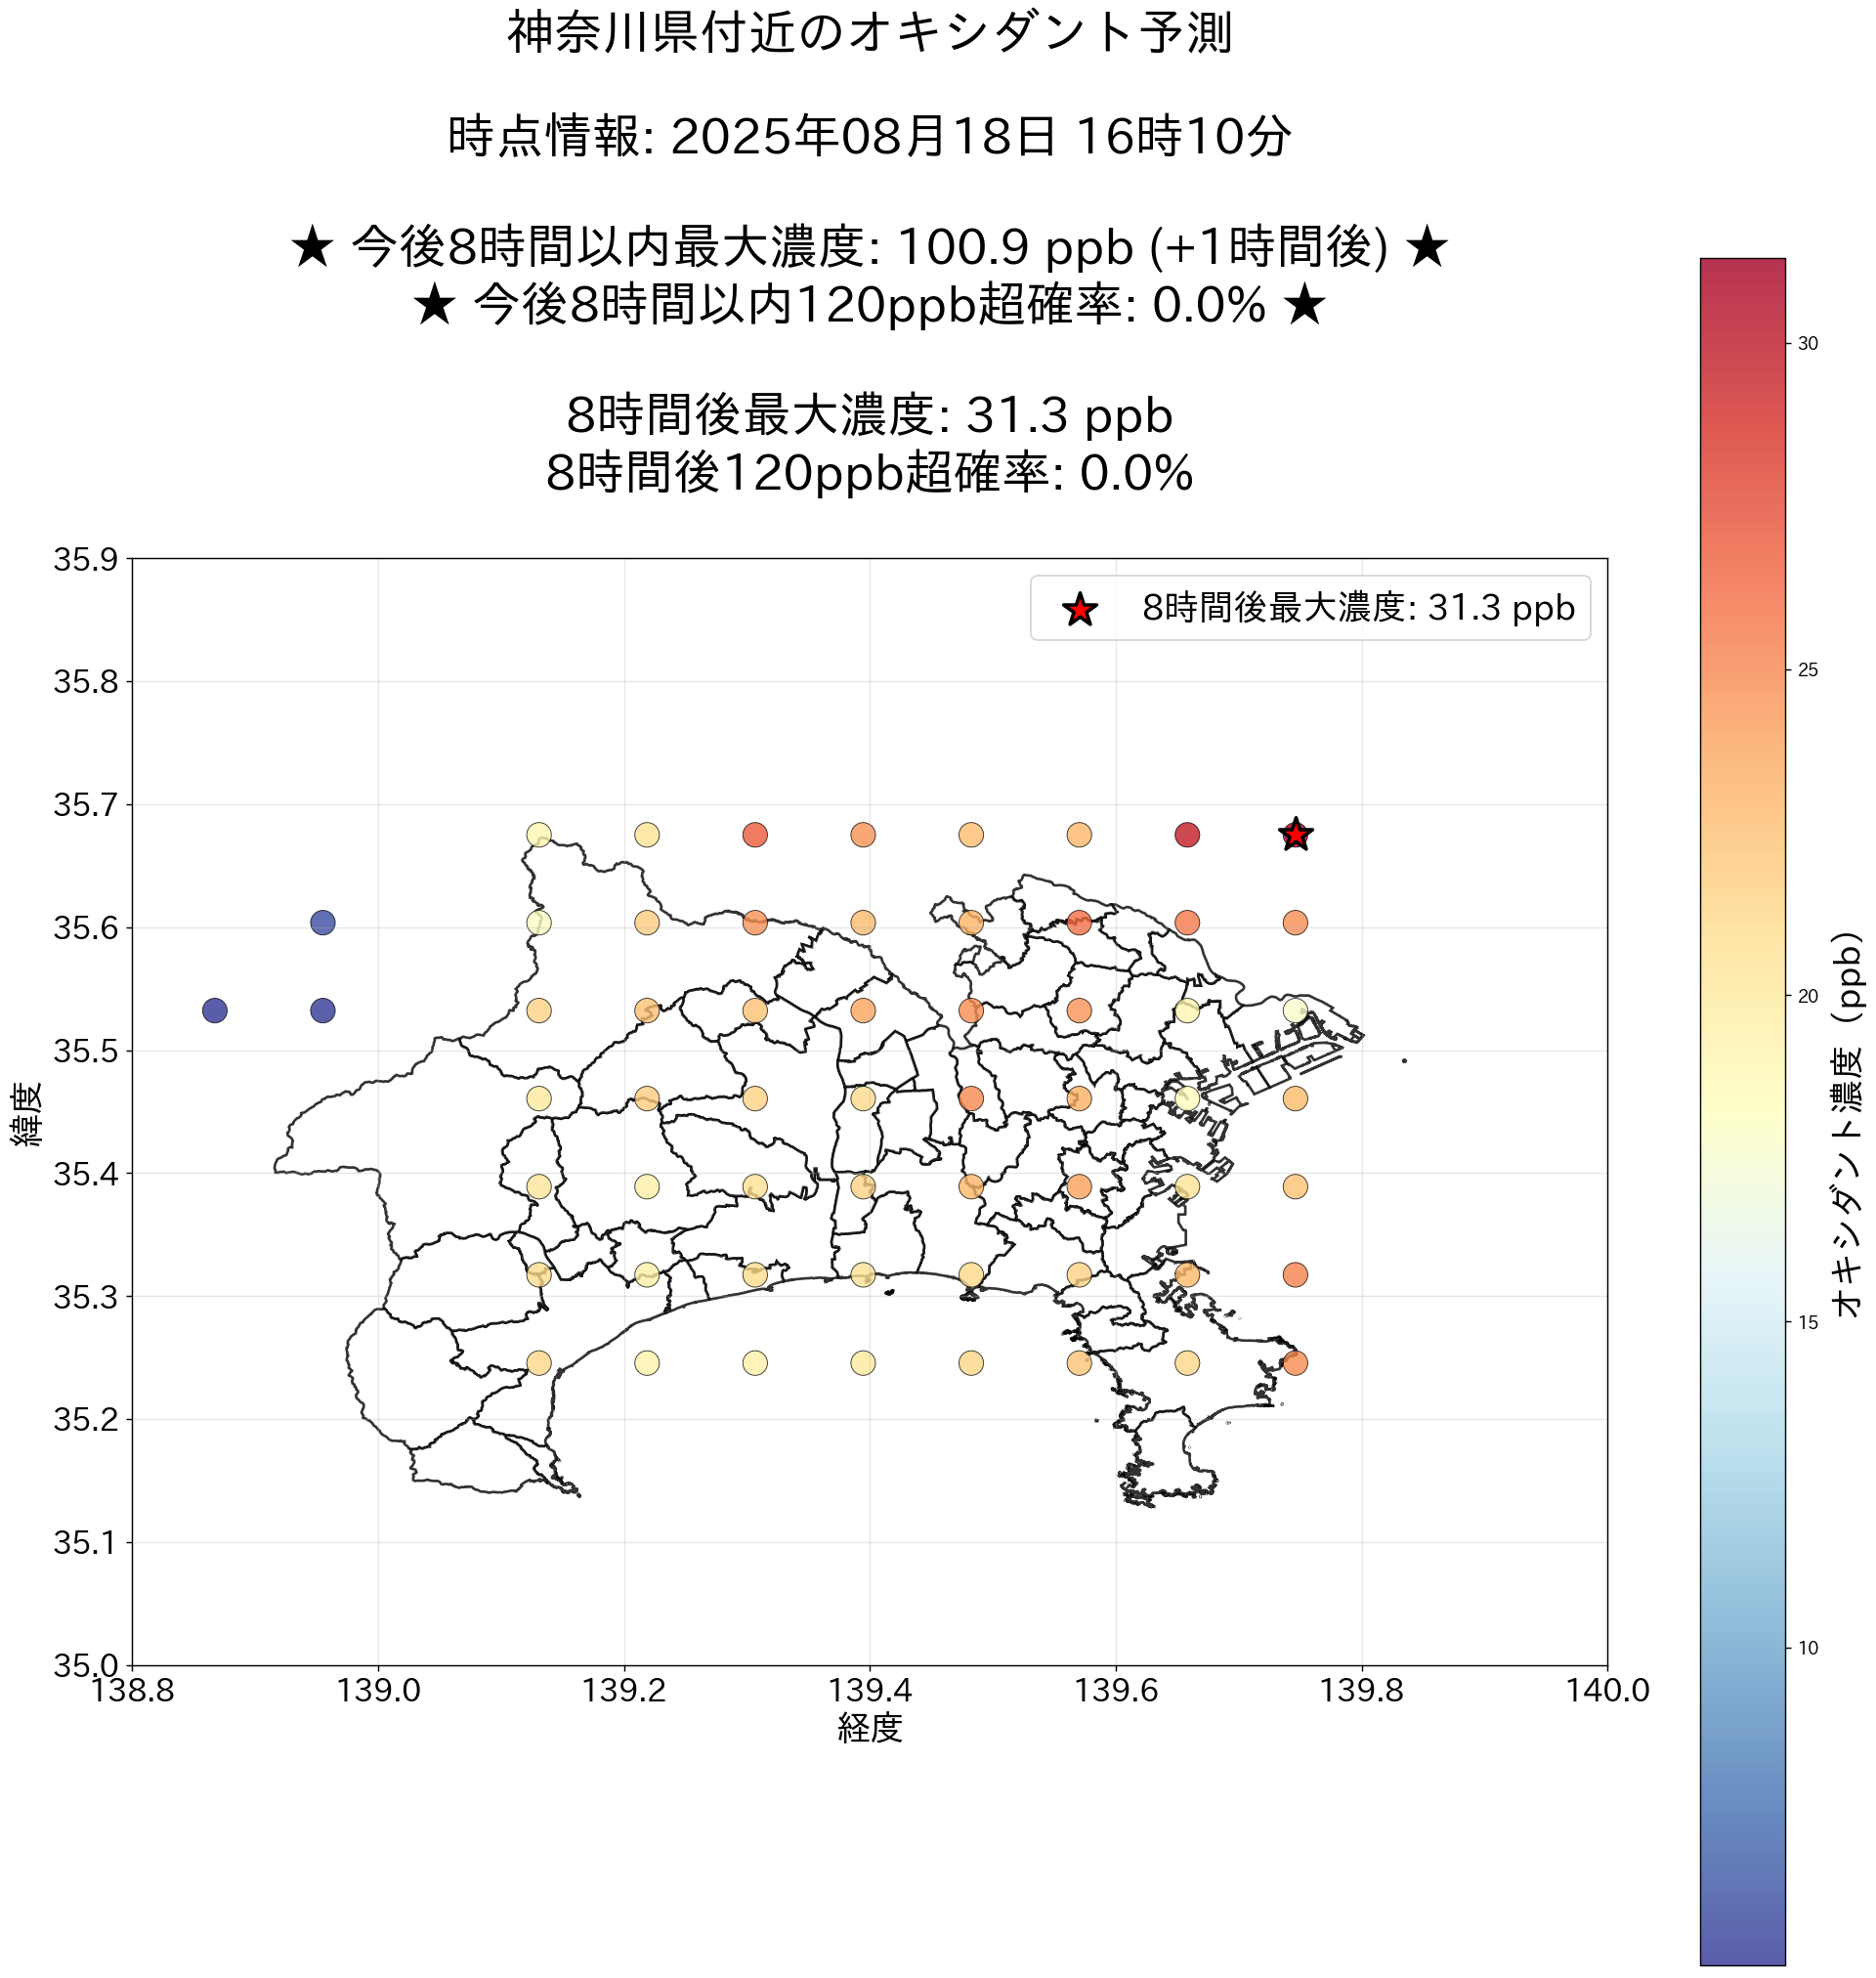 神奈川県付近のオキシダント予測
時点情報: 2025年08月18日 16時10分
★ 今後8時間以内最大濃度: 100.9 ppb (+1時間後) ★
★ 今後8時間以内120ppb超確率: 0.0% ★
8時間後最大濃度: 31.3 ppb
8時間後120ppb超確率: 0.0%
8時間後最大濃度: 31.3 ppb
35.9
35.8
35.7
35.6
35.5
35.4
35.3
35.2
35.1
35.0
緯度
138.8
139.0
139.2
139.4
139.6
139.8
140.0
経度
30
25
20
15
10
オキシダント濃度（ppb）